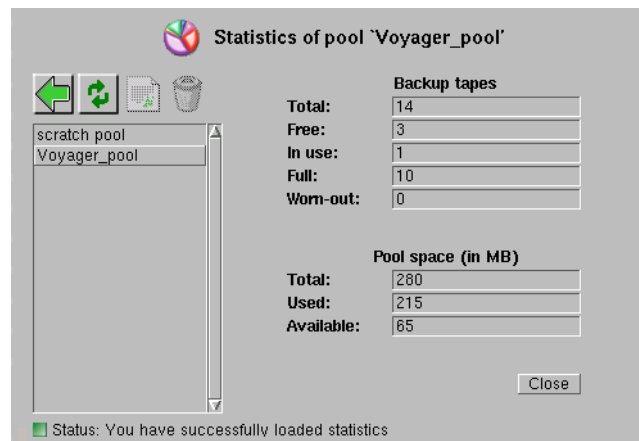 Statistics of pool `Voyager_pool'
scratch pool
Voyager_pool
Backup tapes
Total: 14
Free: 3
In use: 1
Full: 10
Worn-out: 0
Pool space (in MB)
Total: 280
Used: 215
Available: 65
Close
Status: You have successfully loaded statistics